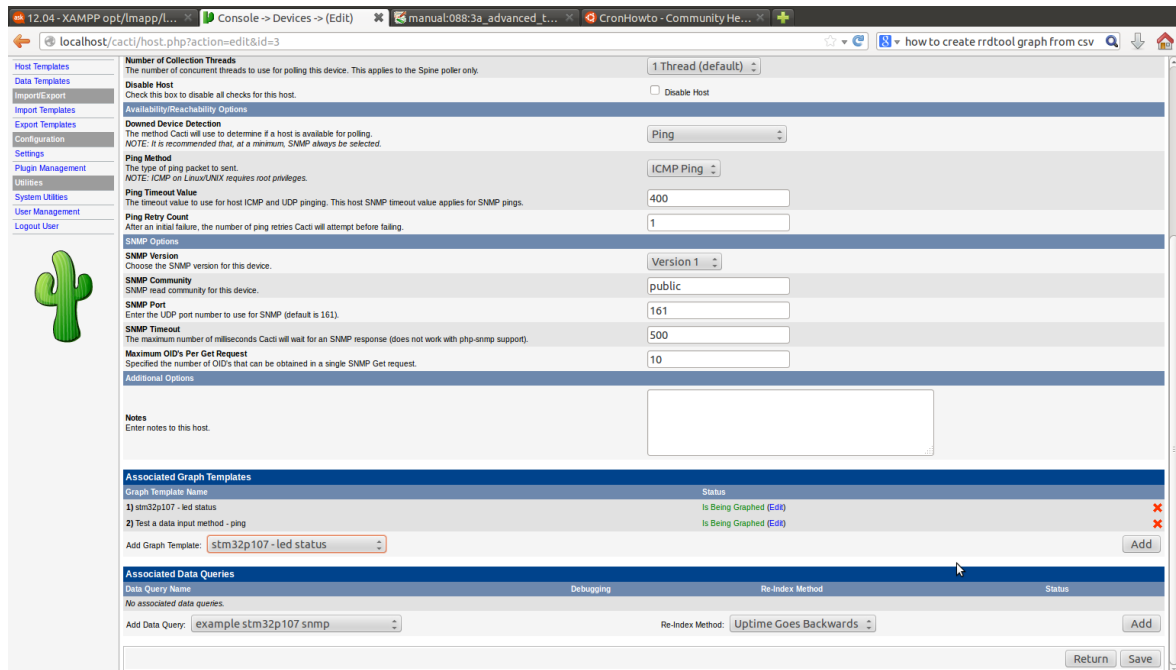 12.04 - XAMPP opt/lmapp/l...
Console -> Devices -> (Edit)
manual:088:3a_advanced_t...
CronHowto - Community He...
localhost/cacti/host.php?action=edit&id=3
how to create rrdtool graph from csv
Host Templates
Data Templates
Import/Export
Import Templates
Export Templates
Configuration
Settings
Plugin Management
Utilities
System Utilities
User Management
Logout User
Number of Collection Threads
The number of concurrent threads to use for polling this device. This applies to the Spine poller only.
1 Thread (default)
Disable Host
Check this box to disable all checks for this host.
Disable Host
Availability/Reachability Options
Downed Device Detection
The method Cacti will use to determine if a host is available for polling.
NOTE: It is recommended that, at a minimum, SNMP always be selected.
Ping
Ping Method
The type of ping packet to sent.
NOTE: ICMP on Linux/UNIX requires root privileges.
ICMP Ping
Ping Timeout Value
The timeout value to use for host ICMP and UDP pinging. This host SNMP timeout value applies for SNMP pings.
400
Ping Retry Count
After an initial failure, the number of ping retries Cacti will attempt before failing.
1
SNMP Options
SNMP Version
Choose the SNMP version for this device.
Version 1
SNMP Community
SNMP read community for this device.
public
SNMP Port
Enter the UDP port number to use for SNMP (default is 161).
161
SNMP Timeout
The maximum number of milliseconds Cacti will wait for an SNMP response (does not work with php-snmp support).
500
Maximum OID's Per Get Request
Specified the number of OID's that can be obtained in a single SNMP Get request.
10
Additional Options
Notes
Enter notes to this host.
Associated Graph Templates
Graph Template Name Status
1) stm32p107 - led status Is Being Graphed (Edit)
2) Test a data input method - ping Is Being Graphed (Edit)
Add Graph Template: stm32p107 - led status Add
Associated Data Queries
Data Query Name Debugging Re-Index Method Status
No associated data queries.
Add Data Query: example stm32p107 snmp Re-Index Method: Uptime Goes Backwards Add
Return Save